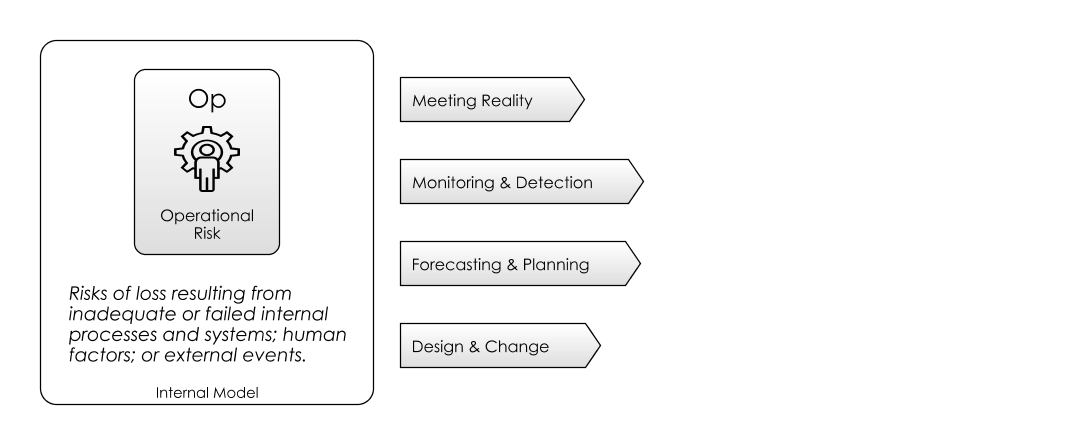 Op
Operational
Risk
Risks of loss resulting from
inadequate or failed internal
processes and systems; human
factors; or external events.
Internal Model
Meeting Reality
Monitoring & Detection
Forecasting & Planning
Design & Change